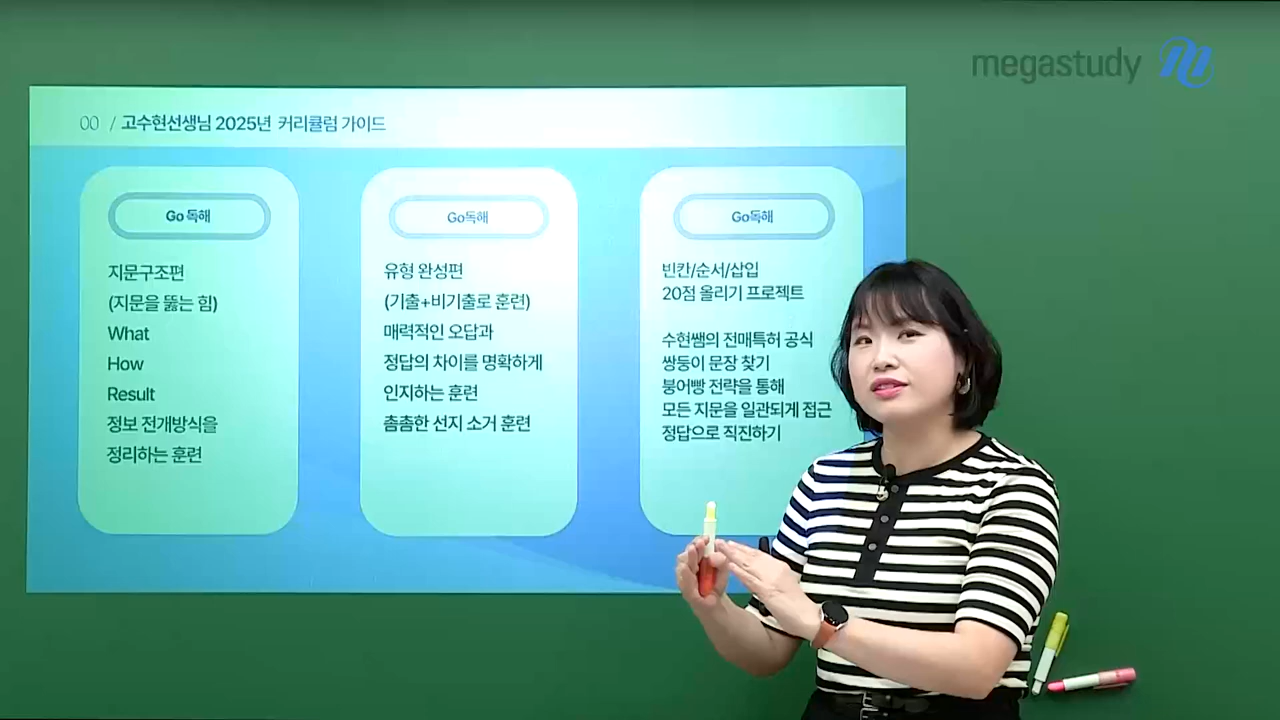 megastudy
00 / 고수현선생님 2025년 커리큘럼 가이드
Go 독해
지문구조편
(지문을 뚫는 힘)
What
How
Result
정보 전개방식을
정리하는 훈련
Go독해
유형 완성편
(기출+비기출로 훈련)
매력적인 오답과
정답의 차이를 명확하게
인지하는 훈련
촘촘한 선지 소거 훈련
Go독해
빈칸/순서/삽입
20점 올리기 프로젝트
수현쌤의 전매특허 공식
쌍둥이 문장 찾기
붕어빵 전략을 통해
모든 지문을 일관되게 접근
정답으로 직진하기